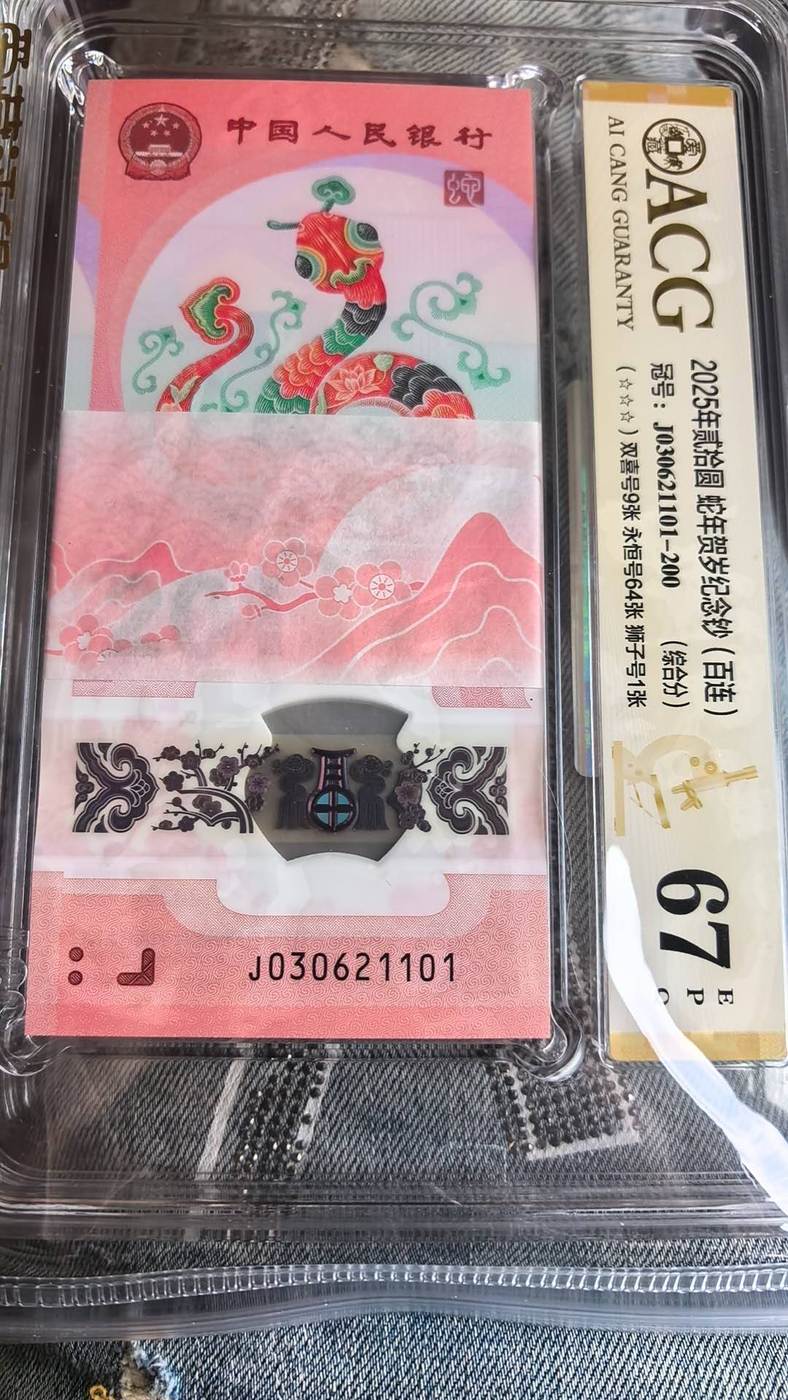 中国人民银行
蛇
J030621101
爱藏
ACG
AI CANG GUARANTY
2025年贰拾圆 蛇年贺岁纪念钞（百连）
冠号：J030621101-200 （综合分）
（☆☆☆）双喜号9张 永恒号64张 狮子号1张
67
E
P